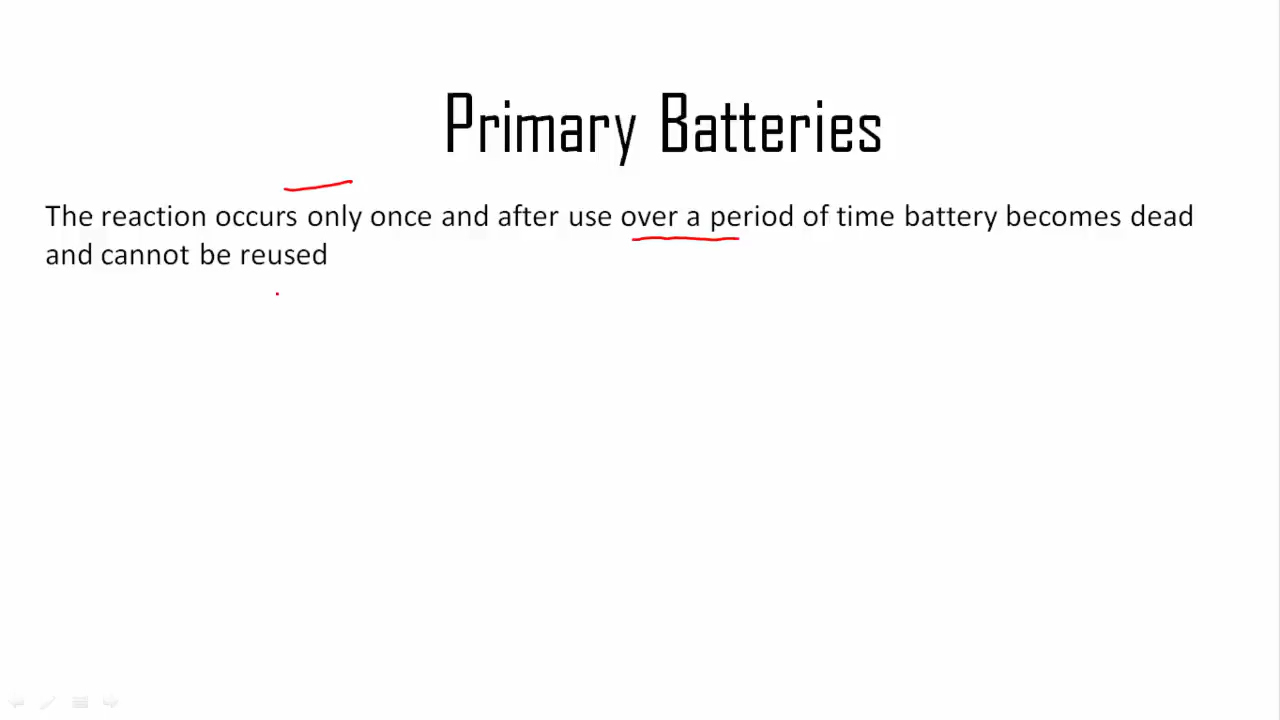 Primary Batteries
The reaction occurs only once and after use over a period of time battery becomes dead
and cannot be reused